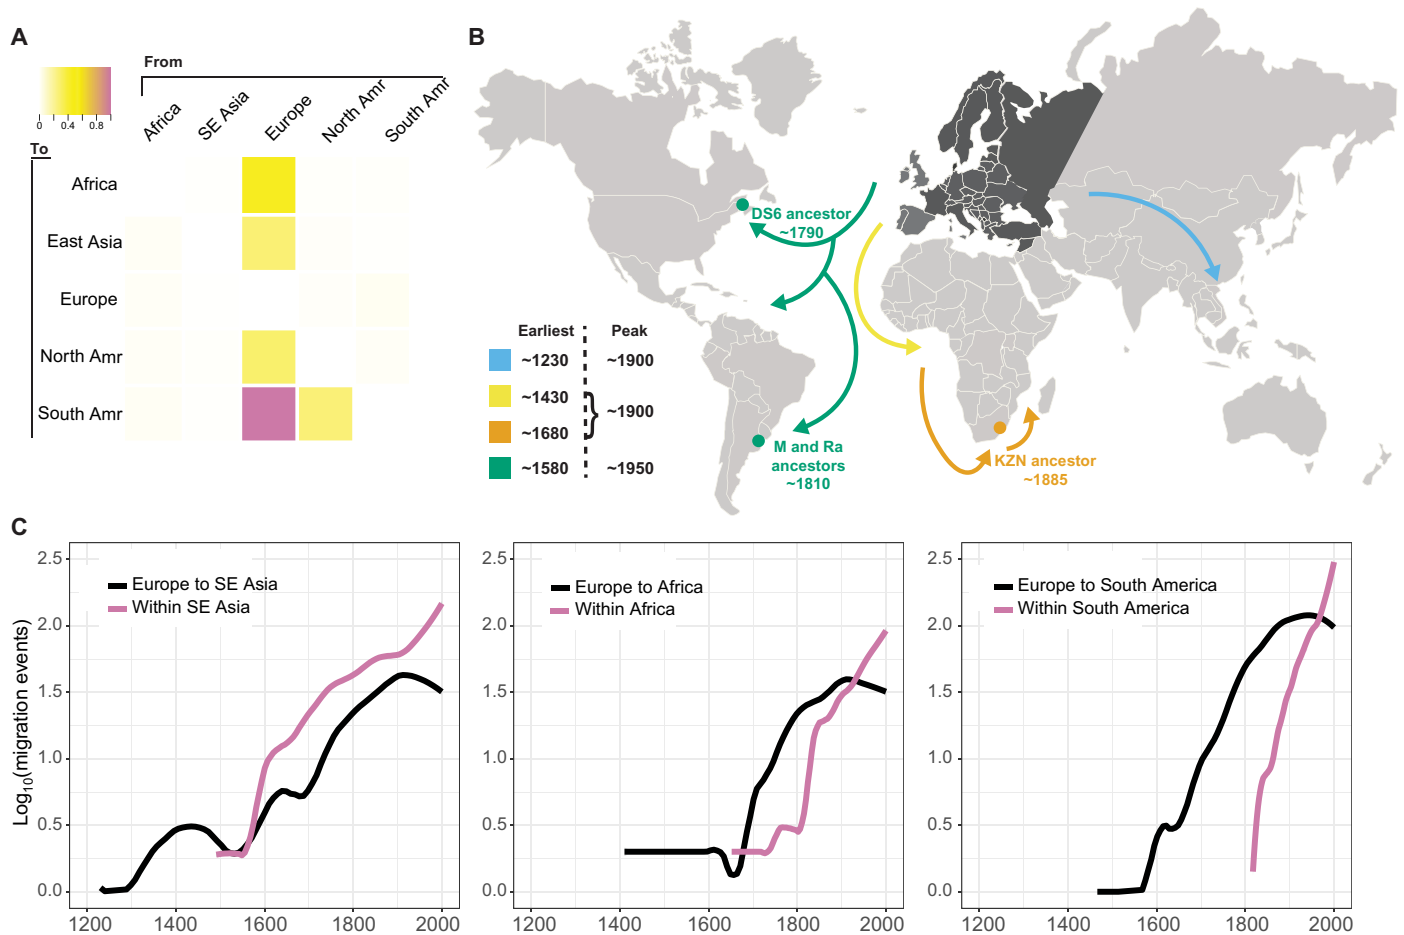 A
From
0 0.4 0.8
Africa
SE Asia
Europe
North Amr
South Amr
To
Africa
East Asia
Europe
North Amr
South Amr
B
DS6 ancestor
~1790
Earliest Peak
~1230 ~1900
~1430
~1900
~1680
~1580 ~1950
M and Ra
ancestors
~1810
KZN ancestor
~1885
C
Log10(migration events)
2.5
2.0
1.5
1.0
0.5
0.0
Europe to SE Asia
Within SE Asia
1200 1400 1600 1800 2000
2.5
2.0
1.5
1.0
0.5
0.0
Europe to Africa
Within Africa
1200 1400 1600 1800 2000
2.5
2.0
1.5
1.0
0.5
0.0
Europe to South America
Within South America
1200 1400 1600 1800 2000